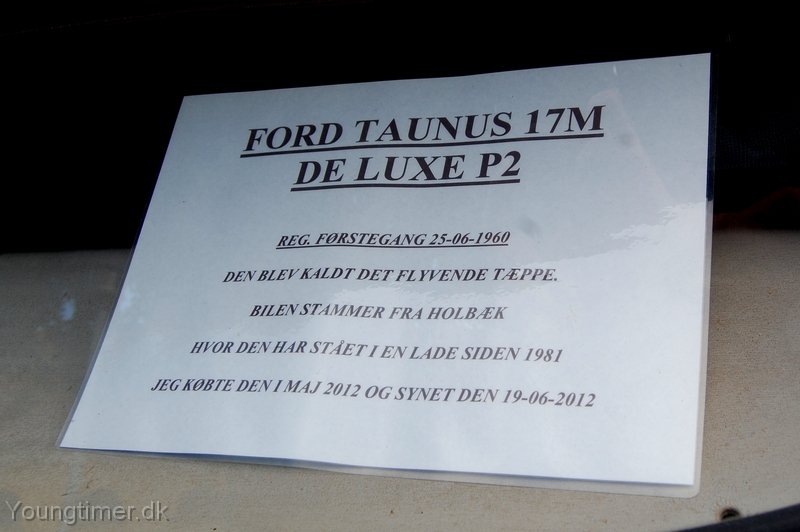 FORD TAUNUS 17M
DE LUXE P2
REG. FØRSTEGANG 25-06-1960
DEN BLEV KALDT DET FLYVENDE TÆPPE.
BILEN STAMMER FRA HOLBÆK
HVOR DEN HAR STÅET I EN LADE SIDEN 1981
JEG KØBTE DEN I MAJ 2012 OG SYNET DEN 19-06-2012
Youngtimer.dk